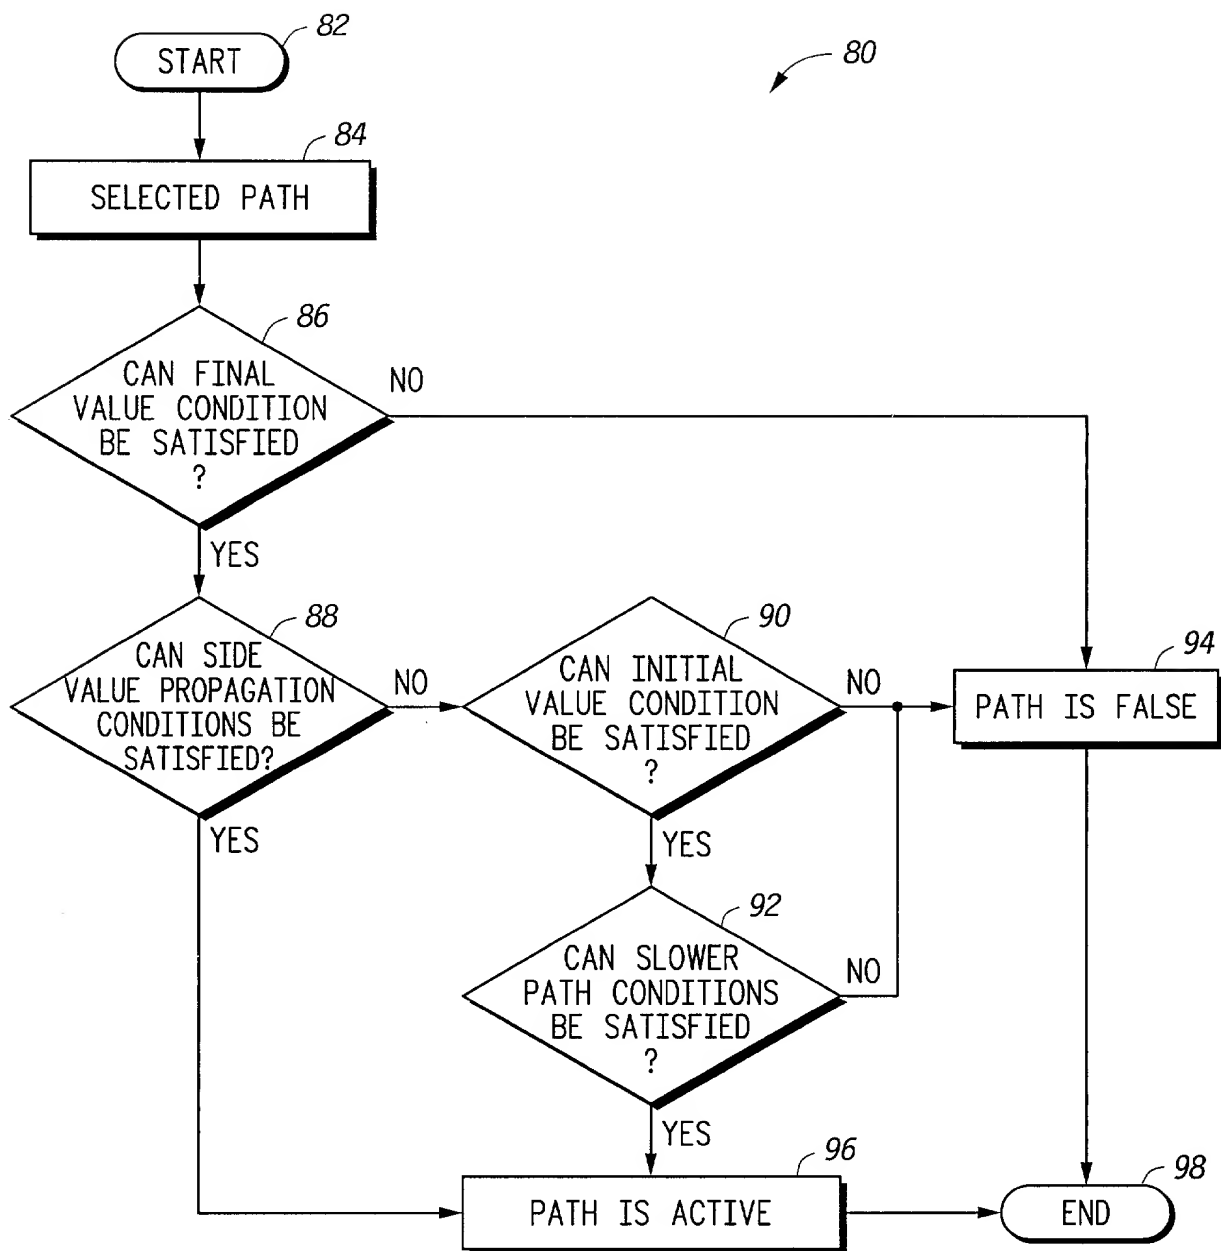 82
START
80
84
SELECTED PATH
86
CAN FINAL
VALUE CONDITION
BE SATISFIED
?
NO
YES
88
CAN SIDE
VALUE PROPAGATION
CONDITIONS BE
SATISFIED?
NO
YES
90
CAN INITIAL
VALUE CONDITION
BE SATISFIED
?
NO
YES
94
PATH IS FALSE
92
CAN SLOWER
PATH CONDITIONS
BE SATISFIED
?
NO
YES
96
PATH IS ACTIVE
98
END